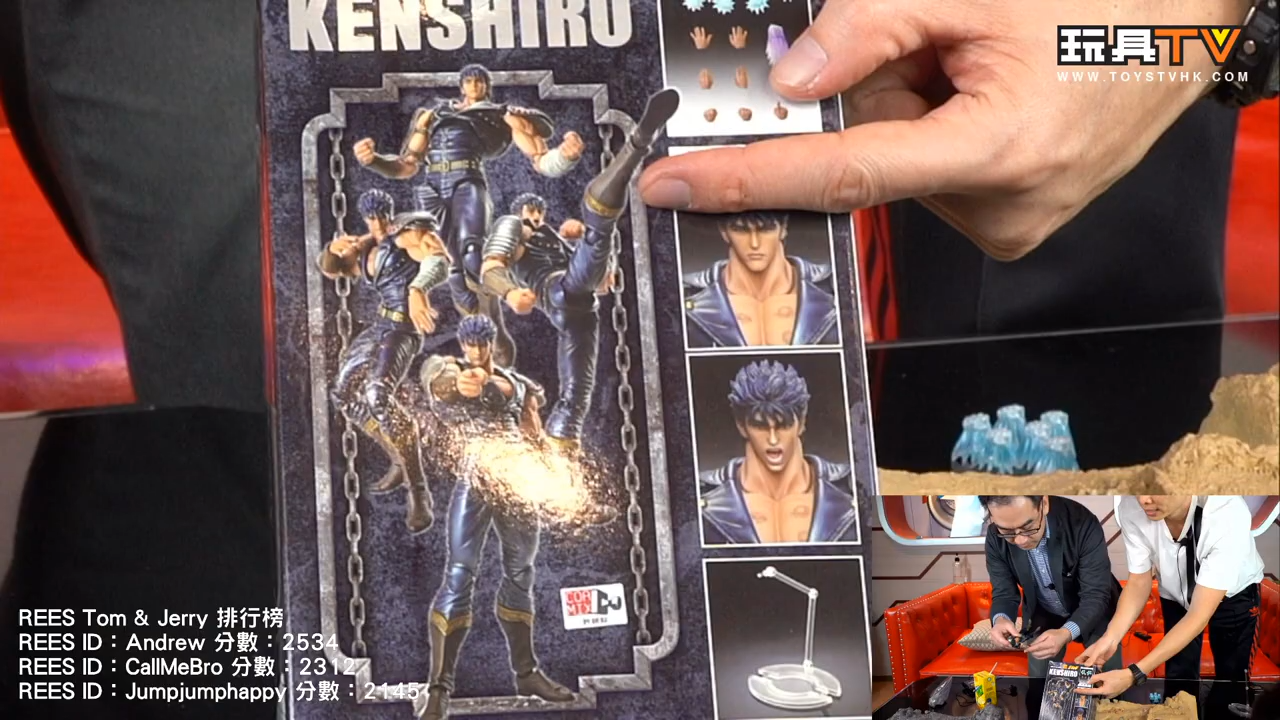 KENSHIRO
玩具TV
WWW.TOYSTVHK.COM
REES Tom & Jerry 排行榜
REES ID：Andrew 分數：2534
REES ID：CallMeBro 分數：2312
REES ID：Jumpjumphappy 分數：2145
KENSHIRO